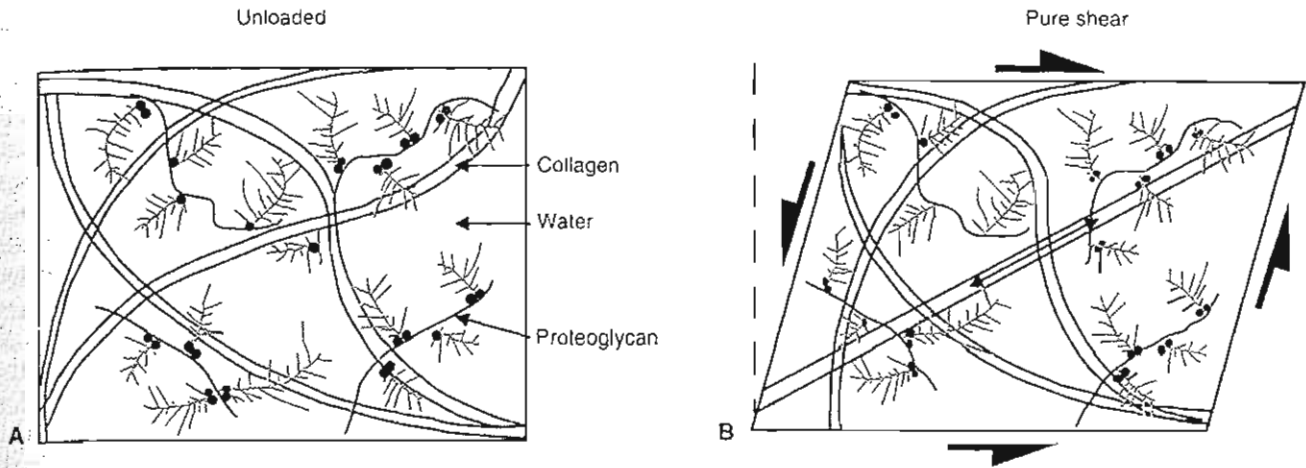 Unloaded
Pure shear
Collagen
Water
Proteoglycan
A
B